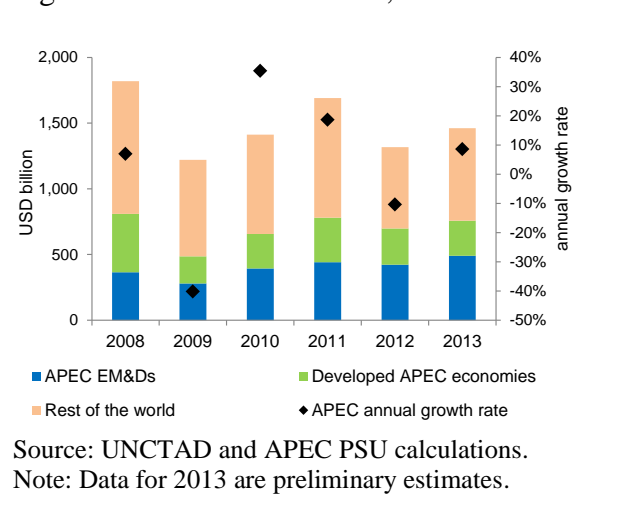 2,000
1,500
1,000
500
0
USD billion
40%
30%
20%
10%
0%
-10%
-20%
-30%
-40%
-50%
annual growth rate
2008 2009 2010 2011 2012 2013
APEC EM&Ds Developed APEC economies
Rest of the world APEC annual growth rate
Source: UNCTAD and APEC PSU calculations.
Note: Data for 2013 are preliminary estimates.